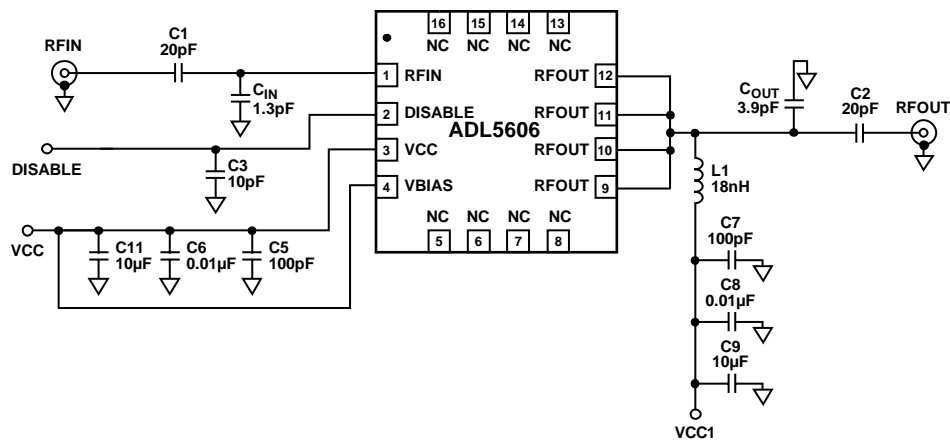 16 15 14 13
NC NC NC NC
RFIN
C1
20pF
1 RFIN
CIN
1.3pF
2 DISABLE
ADL5606
DISABLE
C3
10pF
3 VCC
4 VBIAS
VCC
C11
10µF
C6
0.01µF
C5
100pF
NC NC NC NC
5 6 7 8
RFOUT 12
RFOUT 11
RFOUT 10
RFOUT 9
COUT
3.9pF
C2
20pF
RFOUT
L1
18nH
C7
100pF
C8
0.01µF
C9
10µF
VCC1